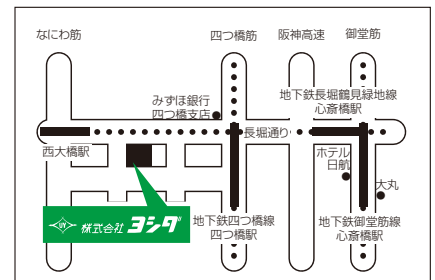 なにわ筋
四つ橋筋
阪神高速
御堂筋
みずほ銀行
四つ橋支店
地下鉄長堀鶴見緑地線
心斎橋駅
長堀通り
西大橋駅
ホテル
日航
大丸
UY
株式会社 ヨシダ
地下鉄四つ橋線
四つ橋駅
地下鉄御堂筋線
心斎橋駅